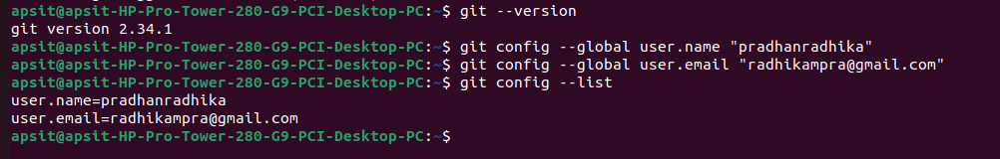 apsit@apsit-HP-Pro-Tower-280-G9-PCI-Desktop-PC:~$ git --version
git version 2.34.1
apsit@apsit-HP-Pro-Tower-280-G9-PCI-Desktop-PC:~$ git config --global user.name "pradhanradhika"
apsit@apsit-HP-Pro-Tower-280-G9-PCI-Desktop-PC:~$ git config --global user.email "radhikampra@gmail.com"
apsit@apsit-HP-Pro-Tower-280-G9-PCI-Desktop-PC:~$ git config --list
user.name=pradhanradhika
user.email=radhikampra@gmail.com
apsit@apsit-HP-Pro-Tower-280-G9-PCI-Desktop-PC:~$